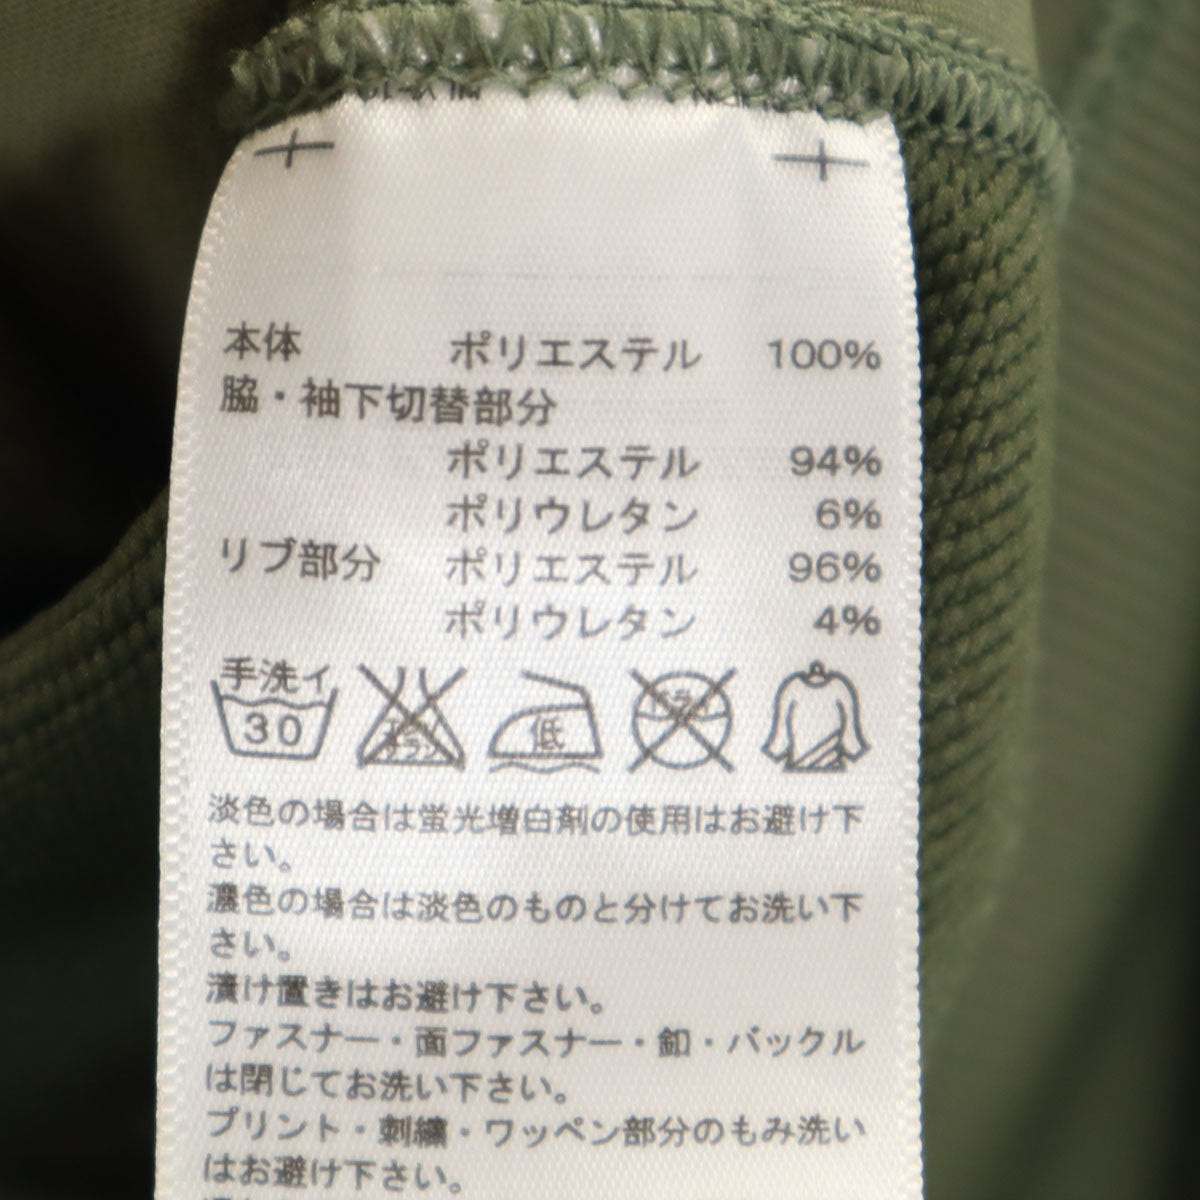 本体 ポリエステル 100%
脇・袖下切替部分
ポリエステル 94%
ポリウレタン 6%
リブ部分 ポリエステル 96%
ポリウレタン 4%
手洗イ
30
低
淡色の場合は蛍光増白剤の使用はお避け下
さい。
濃色の場合は淡色のものと分けてお洗い下
さい。
漬け置きはお避け下さい。
ファスナー・面ファスナー・釦・バックル
は閉じてお洗い下さい。
プリント・刺繍・ワッペン部分のもみ洗い
はお避け下さい。